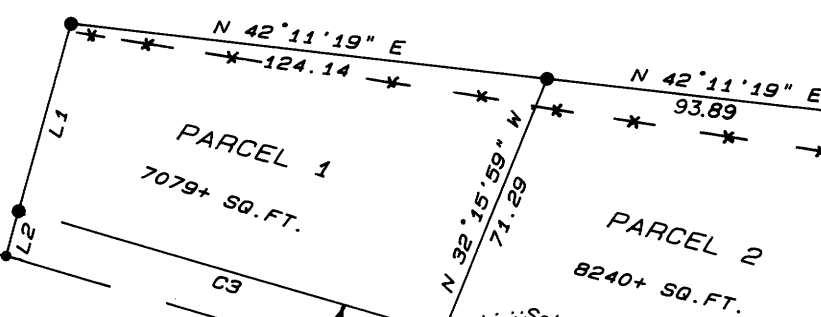 N 42°11'19" E
124.14
N 42°11'19" E
93.89
L1
PARCEL 1
7079+ SQ.FT.
N 32°15'59" W
71.29
L2
PARCEL 2
8240+ SQ.FT.
C3